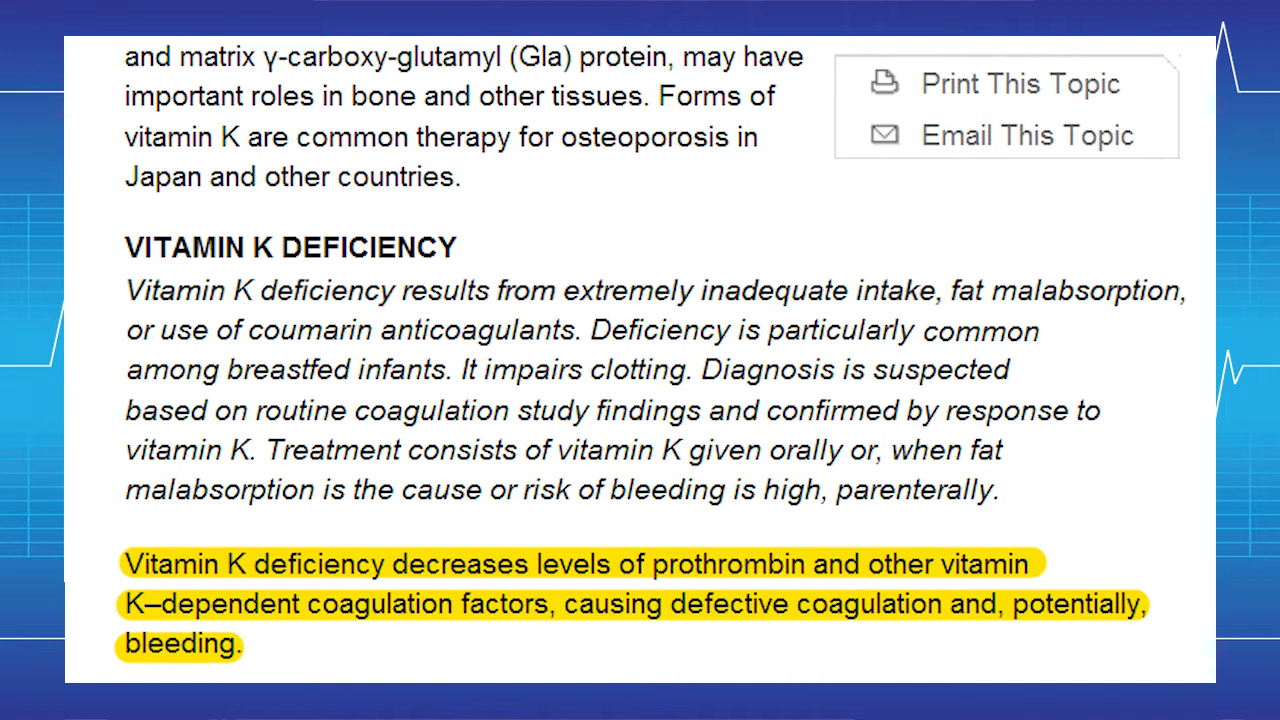 and matrix γ-carboxy-glutamyl (Gla) protein, may have
important roles in bone and other tissues. Forms of
vitamin K are common therapy for osteoporosis in
Japan and other countries.
Print This Topic
Email This Topic
VITAMIN K DEFICIENCY
Vitamin K deficiency results from extremely inadequate intake, fat malabsorption,
or use of coumarin anticoagulants. Deficiency is particularly common
among breastfed infants. It impairs clotting. Diagnosis is suspected
based on routine coagulation study findings and confirmed by response to
vitamin K. Treatment consists of vitamin K given orally or, when fat
malabsorption is the cause or risk of bleeding is high, parenterally.
Vitamin K deficiency decreases levels of prothrombin and other vitamin
K–dependent coagulation factors, causing defective coagulation and, potentially,
bleeding.